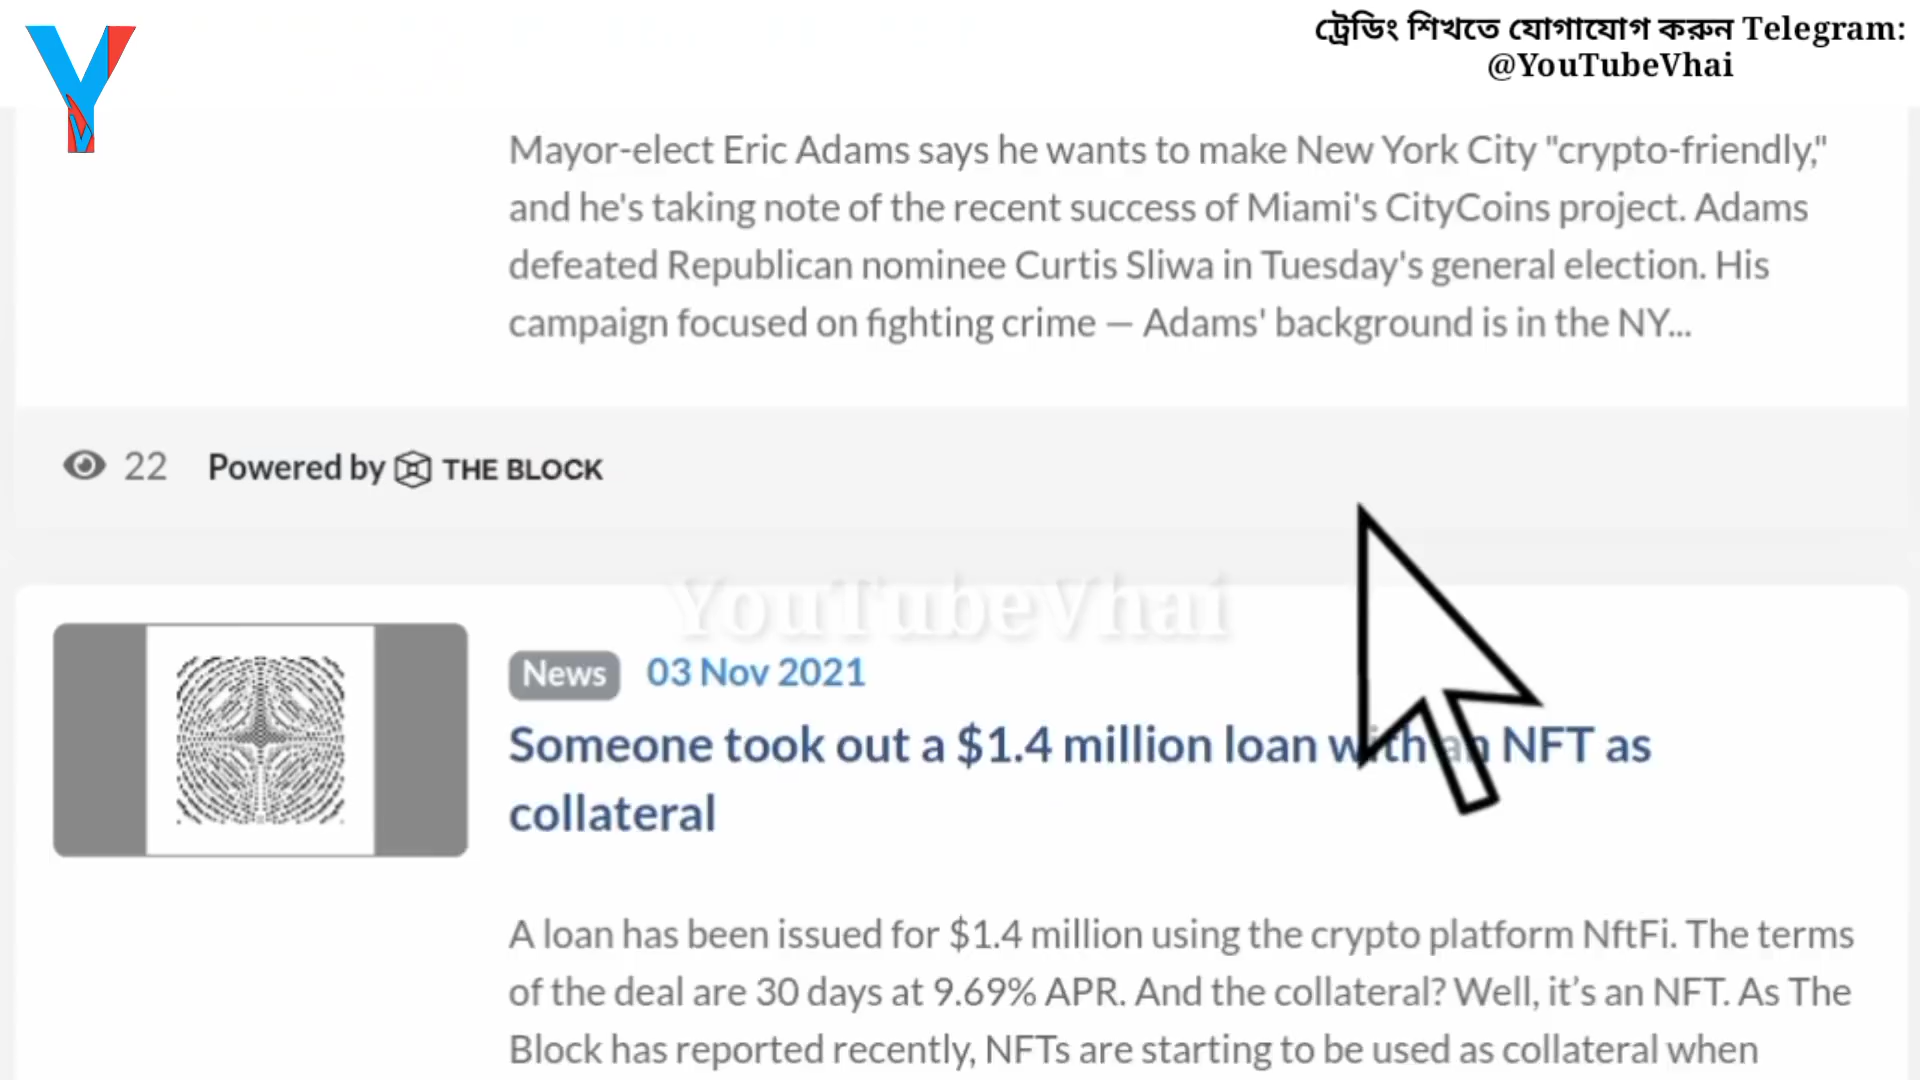 ট্রেডিং শিখতে যোগাযোগ করুন Telegram:
@YouTubeVhai
Mayor-elect Eric Adams says he wants to make New York City "crypto-friendly,"
and he's taking note of the recent success of Miami's CityCoins project. Adams
defeated Republican nominee Curtis Sliwa in Tuesday's general election. His
campaign focused on fighting crime — Adams' background is in the NY...
22 Powered by THE BLOCK
YouTubeVhai
News 03 Nov 2021
Someone took out a $1.4 million loan with an NFT as
collateral
A loan has been issued for $1.4 million using the crypto platform NftFi. The terms
of the deal are 30 days at 9.69% APR. And the collateral? Well, it’s an NFT. As The
Block has reported recently, NFTs are starting to be used as collateral when